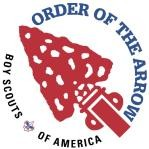 ORDER OF THE ARROW
BOY SCOUTS
OF AMERICA